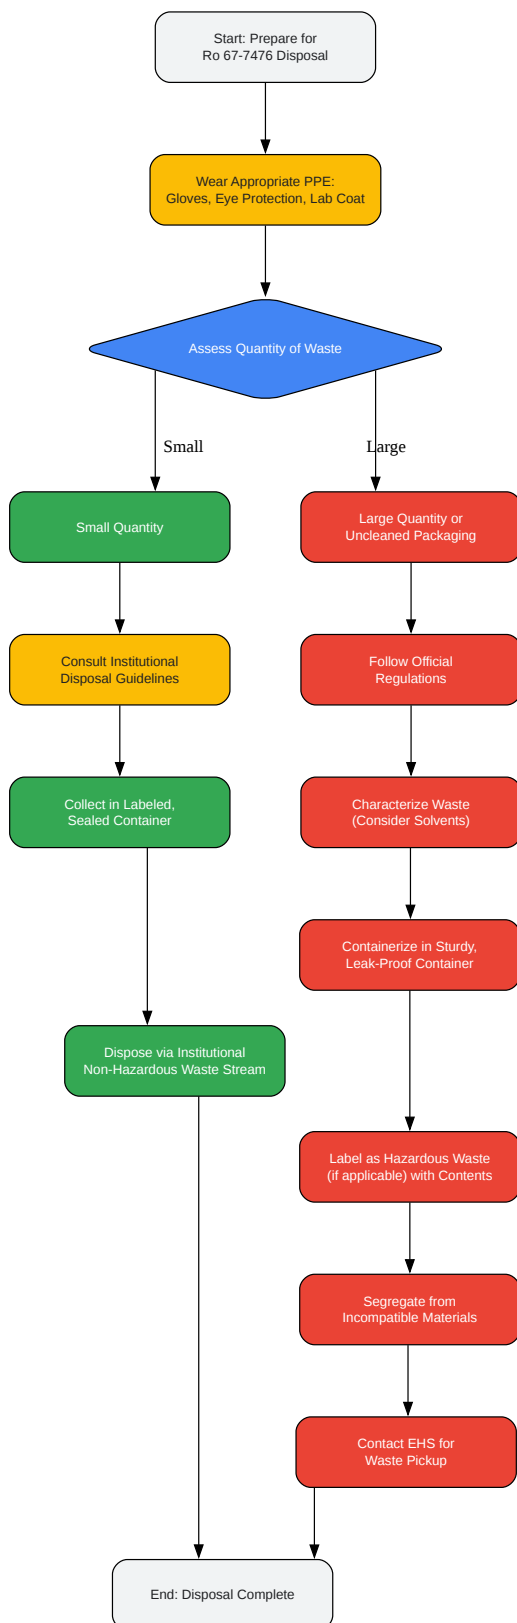 Start: Prepare for
Ro 67-7476 Disposal
Wear Appropriate PPE:
Gloves, Eye Protection, Lab Coat
Assess Quantity of Waste
Small
Large
Small Quantity
Large Quantity or
Uncleaned Packaging
Consult Institutional
Disposal Guidelines
Follow Official
Regulations
Collect in Labeled,
Sealed Container
Characterize Waste
(Consider Solvents)
Containerize in Sturdy,
Leak-Proof Container
Dispose via Institutional
Non-Hazardous Waste Stream
Label as Hazardous Waste
(if applicable) with Contents
Segregate from
Incompatible Materials
Contact EHS for
Waste Pickup
End: Disposal Complete